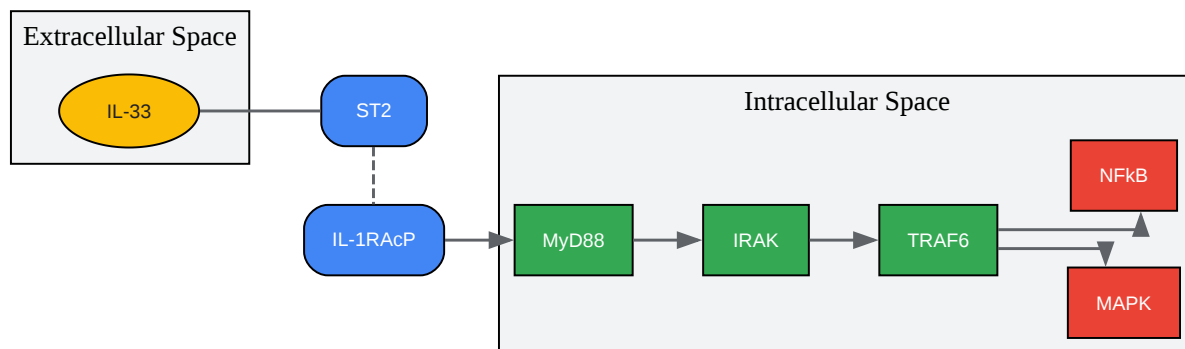 Extracellular Space
IL-33
ST2
IL-1RAcP
Intracellular Space
MyD88
IRAK
TRAF6
NFkB
MAPK